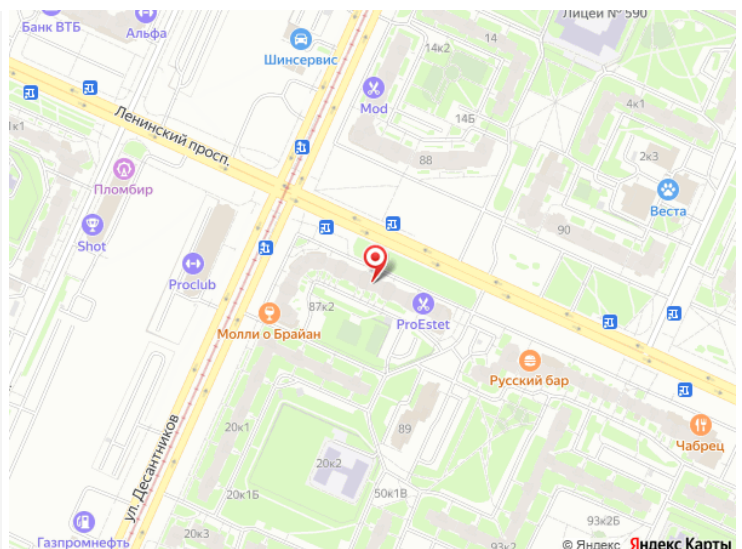 Банк ВТБ
Альфа
Шинсервис
Лицей № 590
14к2
14
Mod
14Б
4к1
Ленинский просп.
1к1
88
2к3
Пломбир
Веста
Shot
90
Proclub
87к2
ProEstet
Молли о Брайан
Русский бар
ул. Десантников
20к1
89
Чабрец
20к2
20к1Б
50к1В
20к3
93к2Б
93к2
Газпромнефть
© Яндекс Яндекс Карты